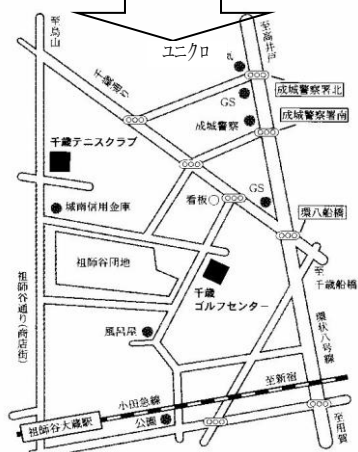 ユニクロ
至烏山
至高井戸
千歳通り
GS
成城警察署北
成城警察
成城警察署南
千歳テニスクラブ
城南信用金庫
看板
GS
環八船橋
祖師谷団地
千歳
ゴルフセンター
至
千歳船橋
祖師谷通り(商店街)
風呂屋
環状八号線
小田急線
至新宿
祖師谷大蔵駅
公園
至用賀